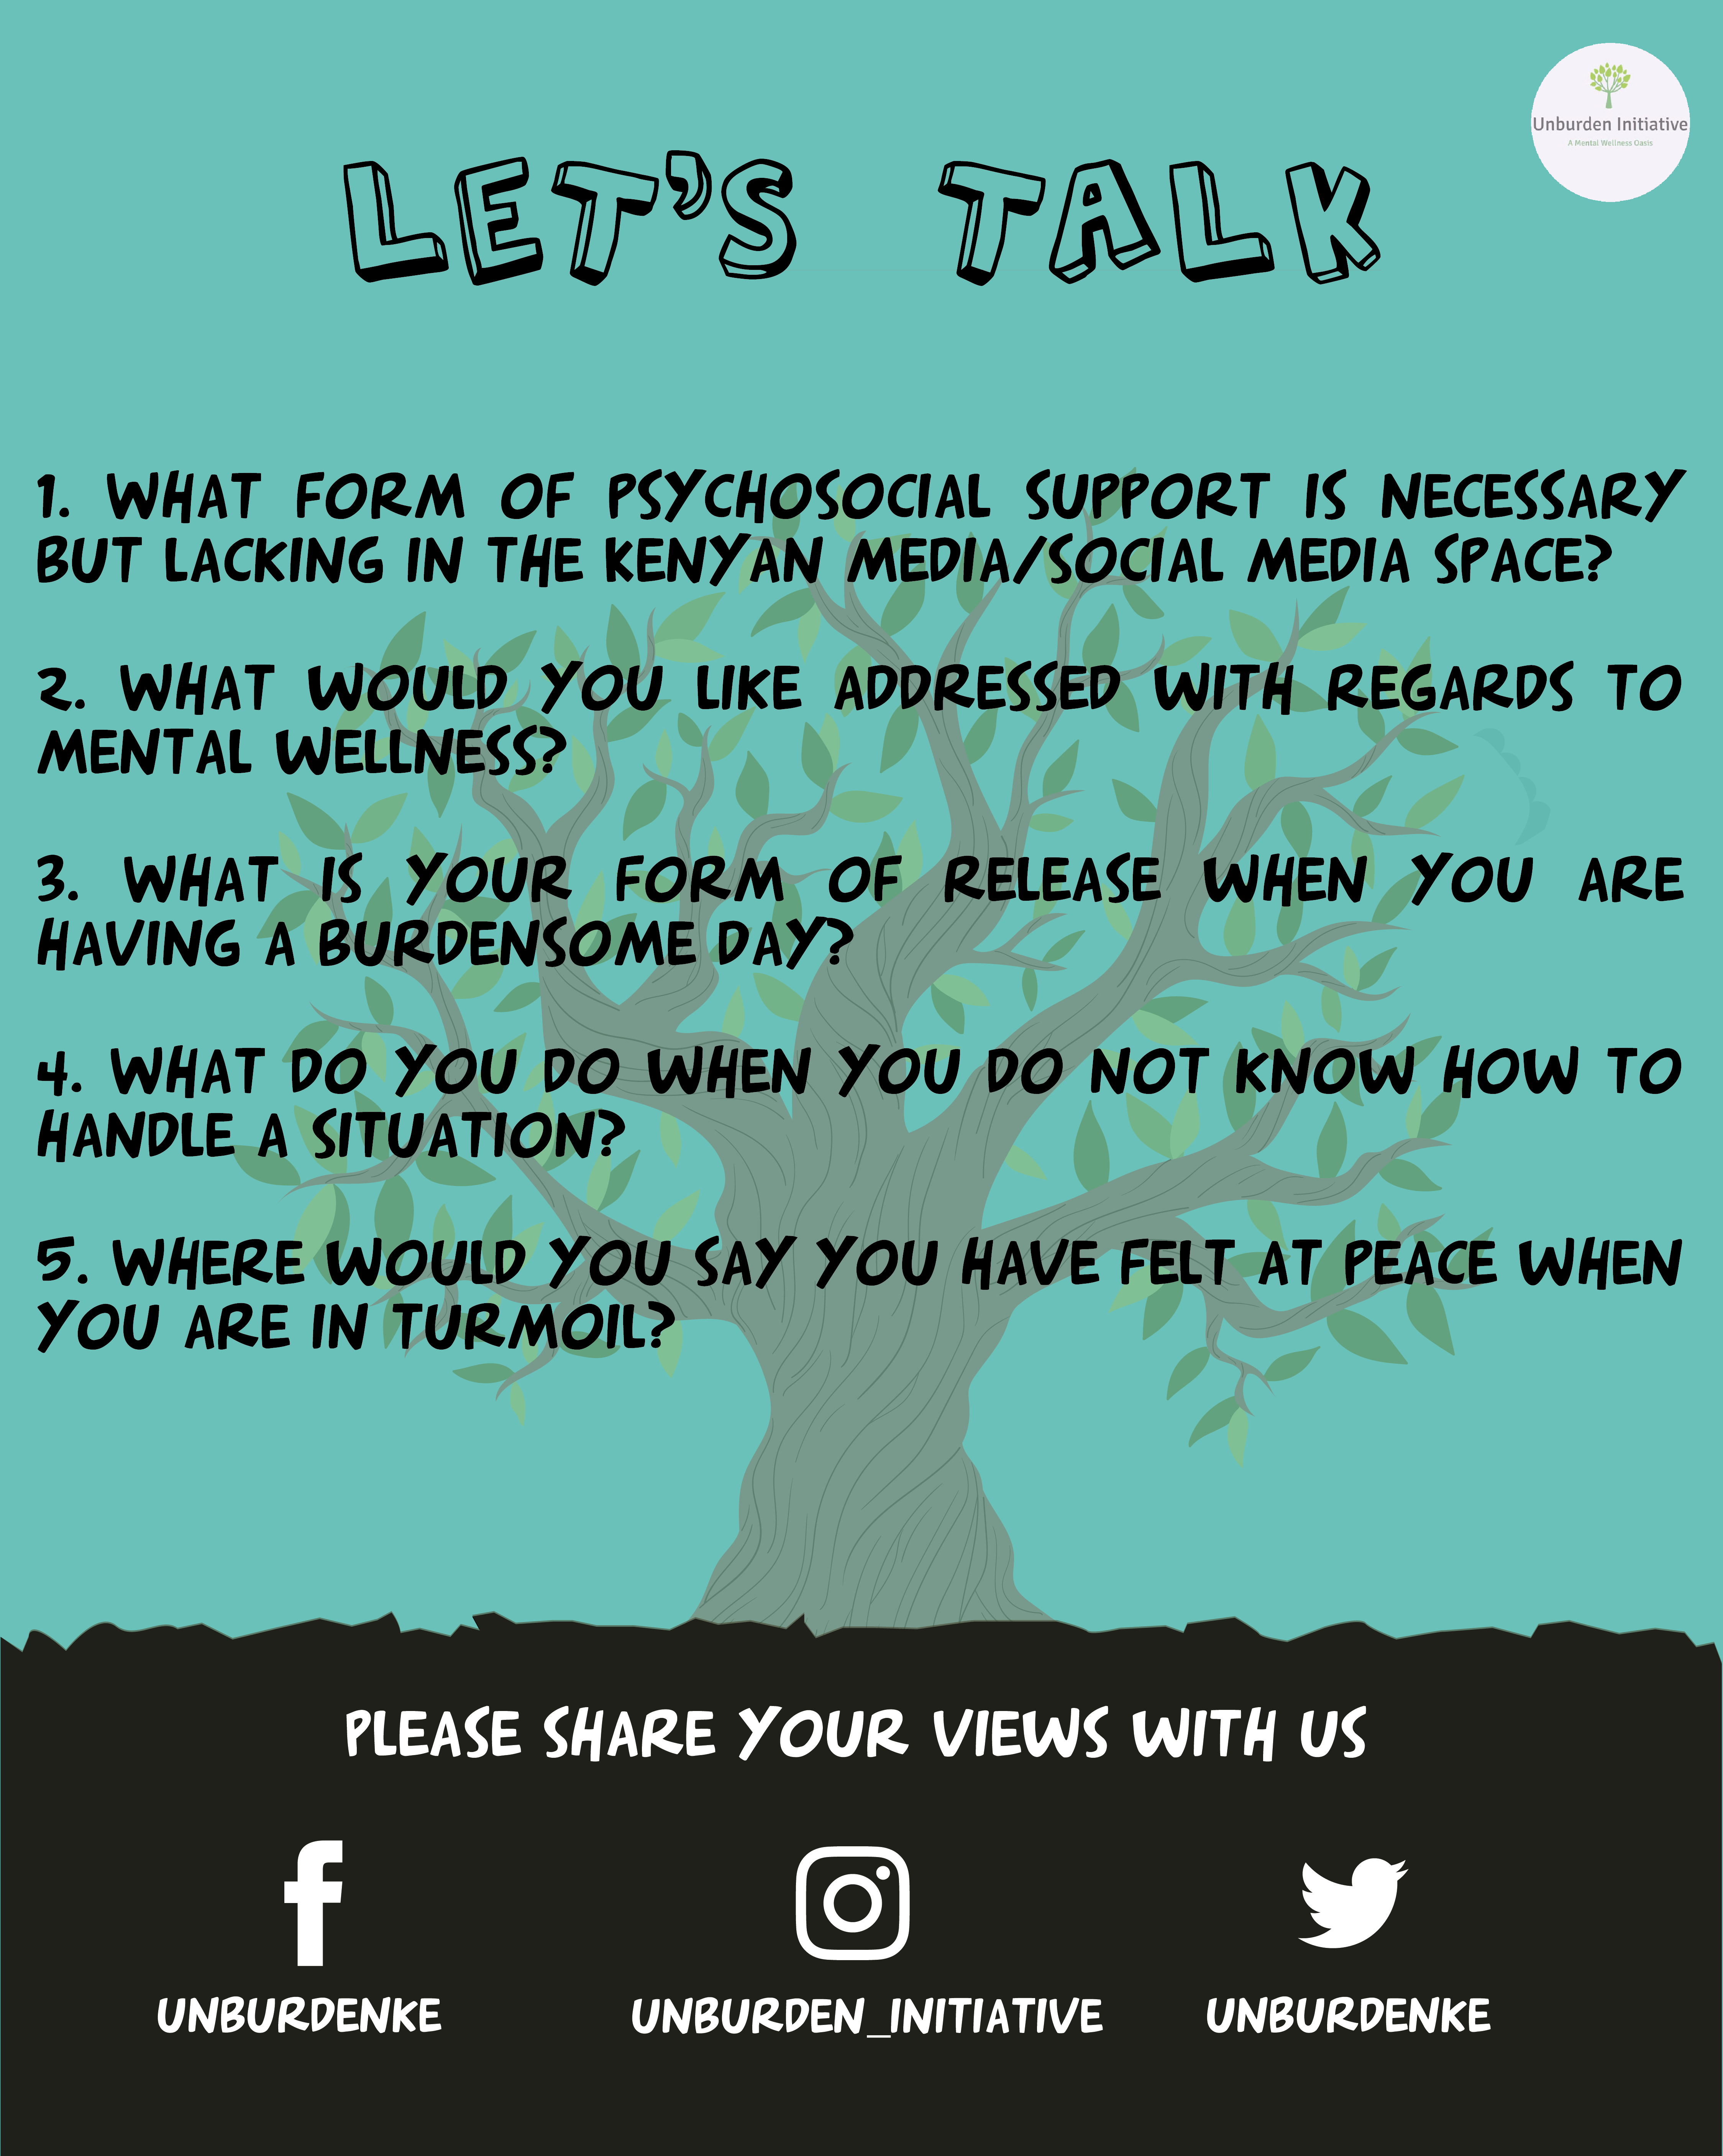 Unburden Initiative
A Mental Wellness Oasis
LET'S TALK
1. WHAT FORM OF PSYCHOSOCIAL SUPPORT IS NECESSARY
BUT LACKING IN THE KENYAN MEDIA/SOCIAL MEDIA SPACE?
2. WHAT WOULD YOU LIKE ADDRESSED WITH REGARDS TO
MENTAL WELLNESS?
3. WHAT IS YOUR FORM OF RELEASE WHEN YOU ARE
HAVING A BURDENSOME DAY?
4. WHAT DO YOU DO WHEN YOU DO NOT KNOW HOW TO
HANDLE A SITUATION?
5. WHERE WOULD YOU SAY YOU HAVE FELT AT PEACE WHEN
YOU ARE IN TURMOIL?
PLEASE SHARE YOUR VIEWS WITH US
UNBURDENKE UNBURDEN_INITIATIVE UNBURDENKE